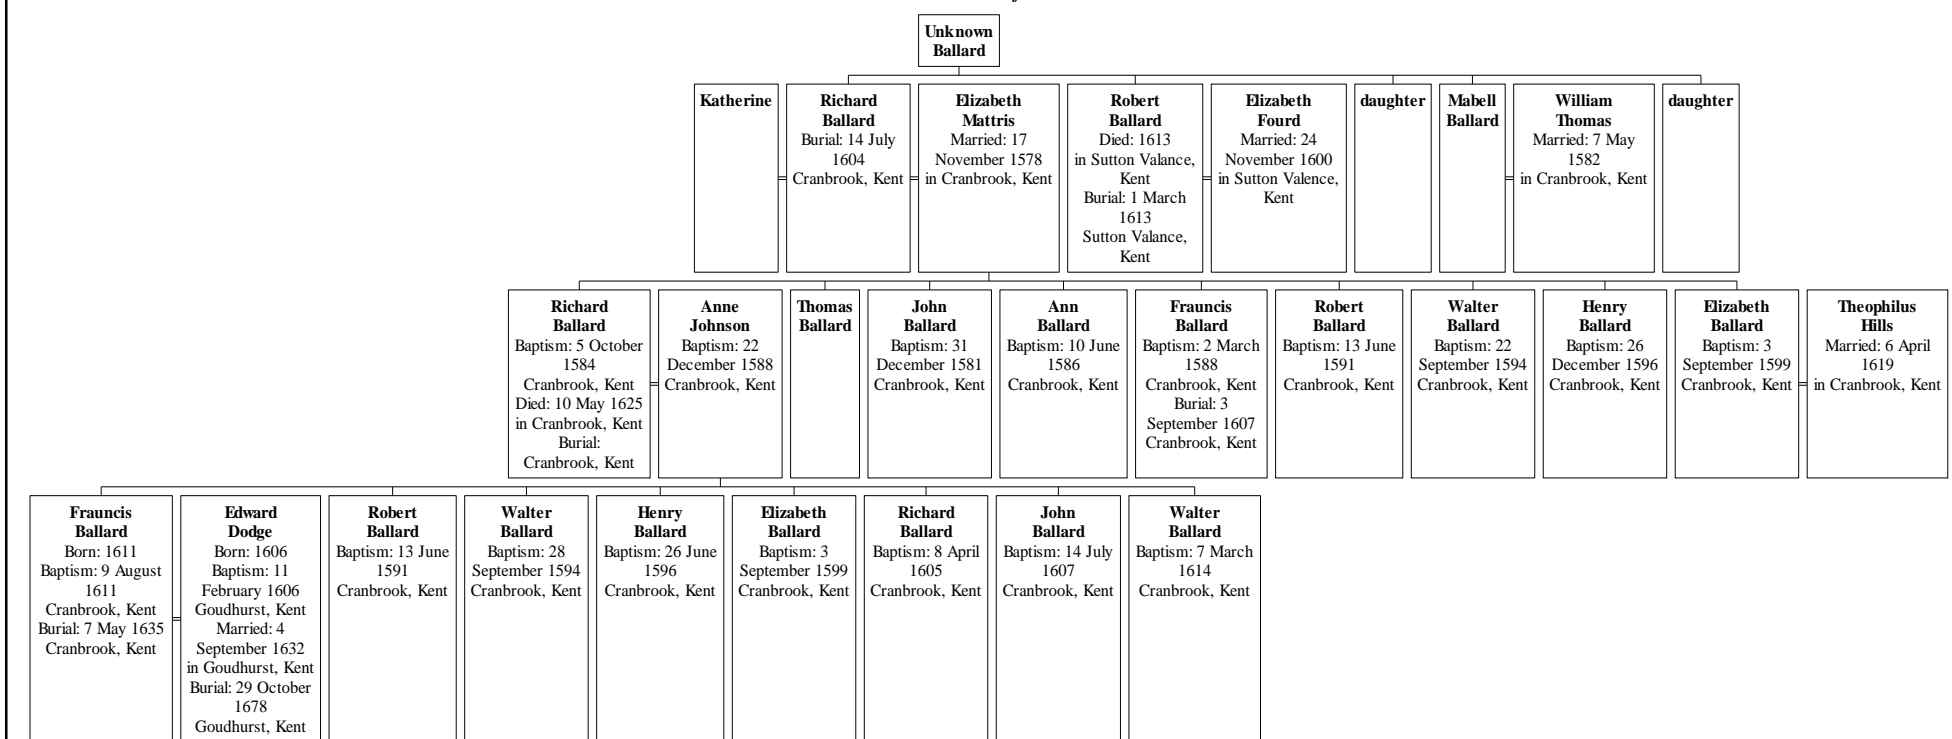 Unknown
Ballard
Katherine
Richard
Ballard
Burial: 14 July
1604
Cranbrook, Kent
Elizabeth
Mattris
Married: 17
November 1578
in Cranbrook, Kent
Robert
Ballard
Died: 1613
in Sutton Valance,
Kent
Burial: 1 March
1613
Sutton Valance,
Kent
Elizabeth
Fourd
Married: 24
November 1600
in Sutton Valence,
Kent
daughter
Mabell
Ballard
William
Thomas
Married: 7 May
1582
in Cranbrook, Kent
daughter
Richard
Ballard
Baptism: 5 October
1584
Cranbrook, Kent
Died: 10 May 1625
in Cranbrook, Kent
Burial:
Cranbrook, Kent
Anne
Johnson
Baptism: 22
December 1588
Cranbrook, Kent
Thomas
Ballard
John
Ballard
Baptism: 31
December 1581
Cranbrook, Kent
Ann
Ballard
Baptism: 10 June
1586
Cranbrook, Kent
Frauncis
Ballard
Baptism: 2 March
1588
Cranbrook, Kent
Burial: 3
September 1607
Cranbrook, Kent
Robert
Ballard
Baptism: 13 June
1591
Cranbrook, Kent
Walter
Ballard
Baptism: 22
September 1594
Cranbrook, Kent
Henry
Ballard
Baptism: 26
December 1596
Cranbrook, Kent
Elizabeth
Ballard
Baptism: 3
September 1599
Cranbrook, Kent
Theophilus
Hills
Married: 6 April
1619
in Cranbrook, Kent
Frauncis
Ballard
Born: 1611
Baptism: 9 August
1611
Cranbrook, Kent
Burial: 7 May 1635
Cranbrook, Kent
Edward
Dodge
Born: 1606
Baptism: 11
February 1606
Goudhurst, Kent
Married: 4
September 1632
in Goudhurst, Kent
Burial: 29 October
1678
Goudhurst, Kent
Robert
Ballard
Baptism: 13 June
1591
Cranbrook, Kent
Walter
Ballard
Baptism: 28
September 1594
Cranbrook, Kent
Henry
Ballard
Baptism: 26 June
1596
Cranbrook, Kent
Elizabeth
Ballard
Baptism: 3
September 1599
Cranbrook, Kent
Richard
Ballard
Baptism: 8 April
1605
Cranbrook, Kent
John
Ballard
Baptism: 14 July
1607
Cranbrook, Kent
Walter
Ballard
Baptism: 7 March
1614
Cranbrook, Kent